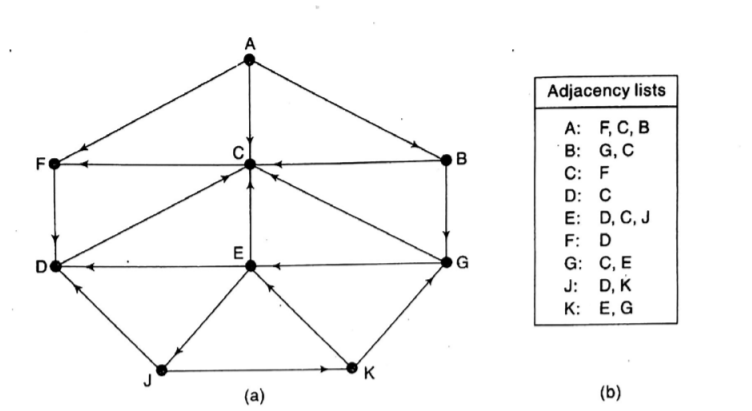 A
F
C
B
D
E
G
J
K
(a)
Adjacency lists
A: F, C, B
B: G, C
C: F
D: C
E: D, C, J
F: D
G: C, E
J: D, K
K: E, G
(b)